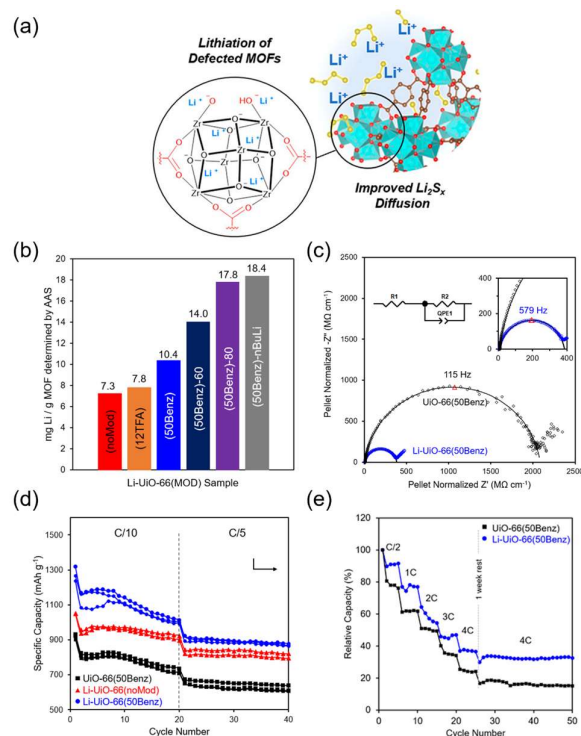 (a)
Lithiation of
Defected MOFs
Li⁺
Li⁺
Li⁺
Li⁺
Li⁺
Li⁺
Improved Li₂Sₓ
Diffusion
Li⁺ O⁻ HO⁻ Li⁺
Zr O⁻ Zr
Li⁺
Li⁺
Li⁺
Li⁺
Zr
Zr
O
O
(b)
mg Li / g MOF determined by AAS
20
18
16
14
12
10
8
6
4
2
0
7.3
7.8
10.4
14.0
17.8
18.4
(noMod)
(12TFA)
(50Benz)
(50Benz)-60
(50Benz)-80
(50Benz)-nBuLi
Li-UiO-66(MOD) Sample
(c)
Pellet Normalized -Z" (MΩ cm⁻¹)
2500
2000
1500
1000
500
0
R1
R2
QPE1
400
200
0
579 Hz
0 200 400
115 Hz
UiO-66(50Benz)
Li-UiO-66(50Benz)
0 500 1000 1500 2000 2500
Pellet Normalized Z' (MΩ cm⁻¹)
(d)
Specific Capacity (mAh g⁻¹)
1500
1300
1100
900
700
500
C/10
C/5
UiO-66(50Benz)
Li-UiO-66(noMod)
Li-UiO-66(50Benz)
0 10 20 30 40
Cycle Number
(e)
Relative Capacity (%)
120
100
80
60
40
20
0
UiO-66(50Benz)
Li-UiO-66(50Benz)
C/2
1C
2C
3C
4C
1 week rest
4C
0 10 20 30 40 50
Cycle Number